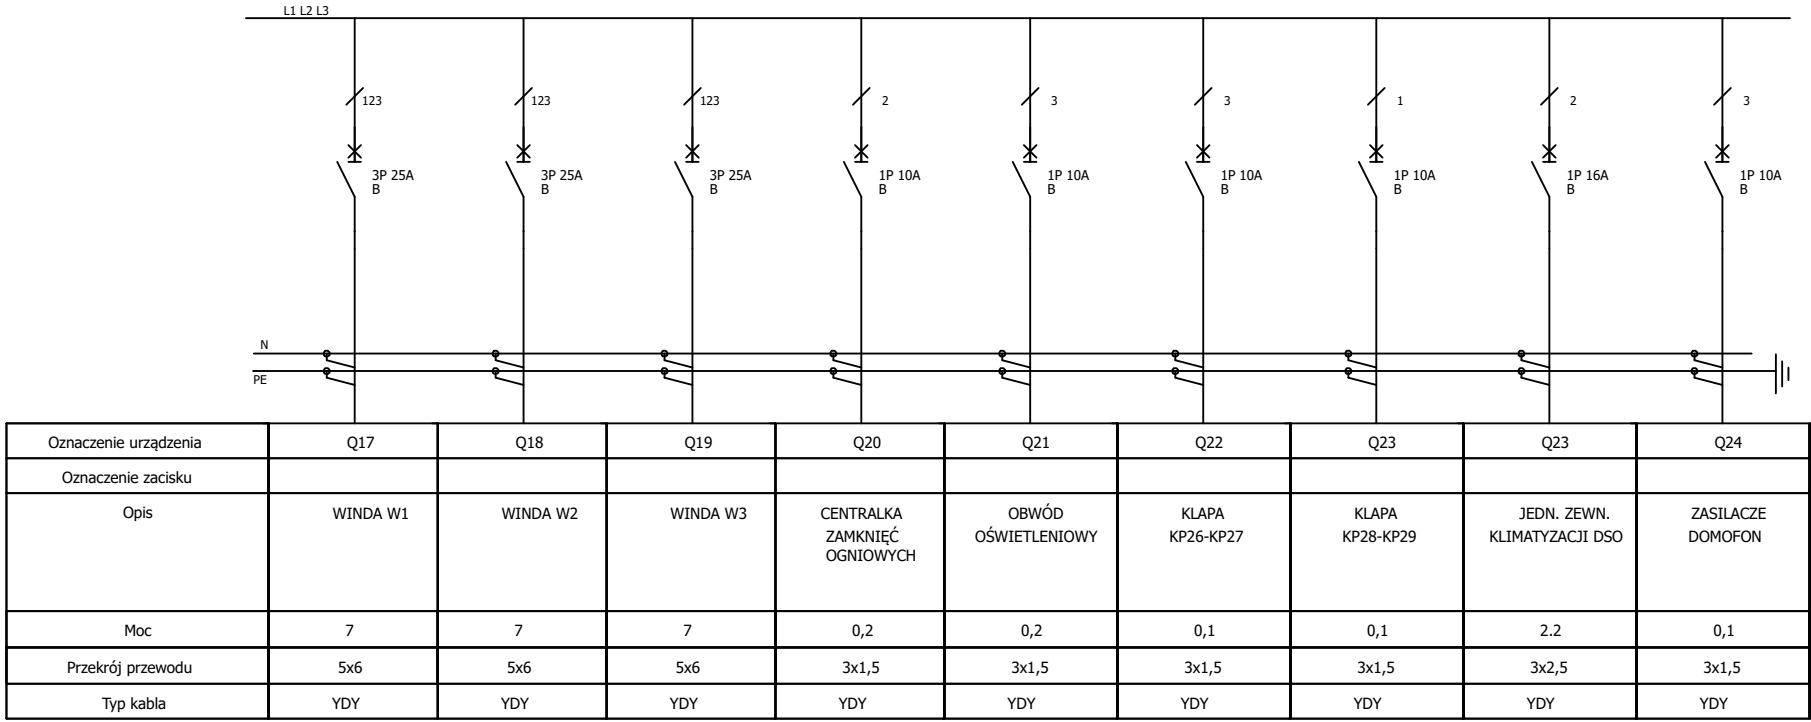 L1 L2 L3
123
123
123
2
3
3
1
2
3
3P 25A
B
3P 25A
B
3P 25A
B
1P 10A
B
1P 10A
B
1P 10A
B
1P 10A
B
1P 16A
B
1P 10A
B
N
PE
Oznaczenie urządzenia Q17 Q18 Q19 Q20 Q21 Q22 Q23 Q23 Q24
Oznaczenie zacisku
Opis
WINDA W1
WINDA W2
WINDA W3
CENTRALKA
ZAMKNIĘĆ
OGNIOWYCH
OBWÓD
OŚWIETLENIOWY
KLAPA
KP26-KP27
KLAPA
KP28-KP29
JEDN. ZEWN.
KLIMATYZACJI DSO
ZASILACZE
DOMOFON
Moc 7 7 7 0,2 0,2 0,1 0,1 2.2 0,1
Przekrój przewodu 5x6 5x6 5x6 3x1,5 3x1,5 3x1,5 3x1,5 3x2,5 3x1,5
Typ kabla YDY YDY YDY YDY YDY YDY YDY YDY YDY